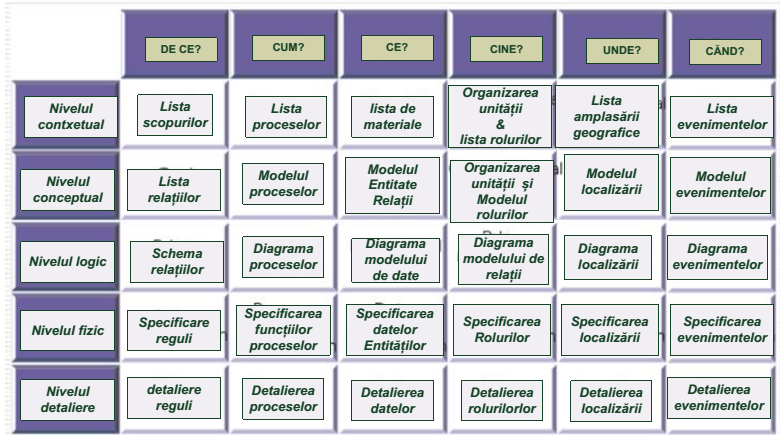 DE CE?
CUM?
CE?
CINE?
UNDE?
CĂND?
Nivelul
contxetual
Lista
scopurilor
Lista
proceselor
lista de
materiale
Organizarea
unității
&
lista rolurilor
Lista
amplasării
geografice
Lista
evenimentelor
Nivelul
conceptual
Lista
relațiilor
Modelul
proceselor
Modelul
Entitate
Relații
Organizarea
unității și
Modelul
rolurilor
Modelul
localizării
Modelul
evenimentelor
Nivelul logic
Schema
relațiilor
Diagrama
proceselor
Diagrama
modelului
de date
Diagrama
modelului de
relații
Diagrama
localizării
Diagrama
evenimentelor
Nivelul fizic
Specificare
reguli
Specificarea
funcțiilor
proceselor
Specificarea
datelor
Entităților
Specificarea
Rolurilor
Specificarea
localizării
Specificarea
evenimentelor
Nivelul
detaliere
detaliere
reguli
Detalierea
proceselor
Detalierea
datelor
Detalierea
rolurilorlor
Detalierea
localizării
Detalierea
evenimentelor